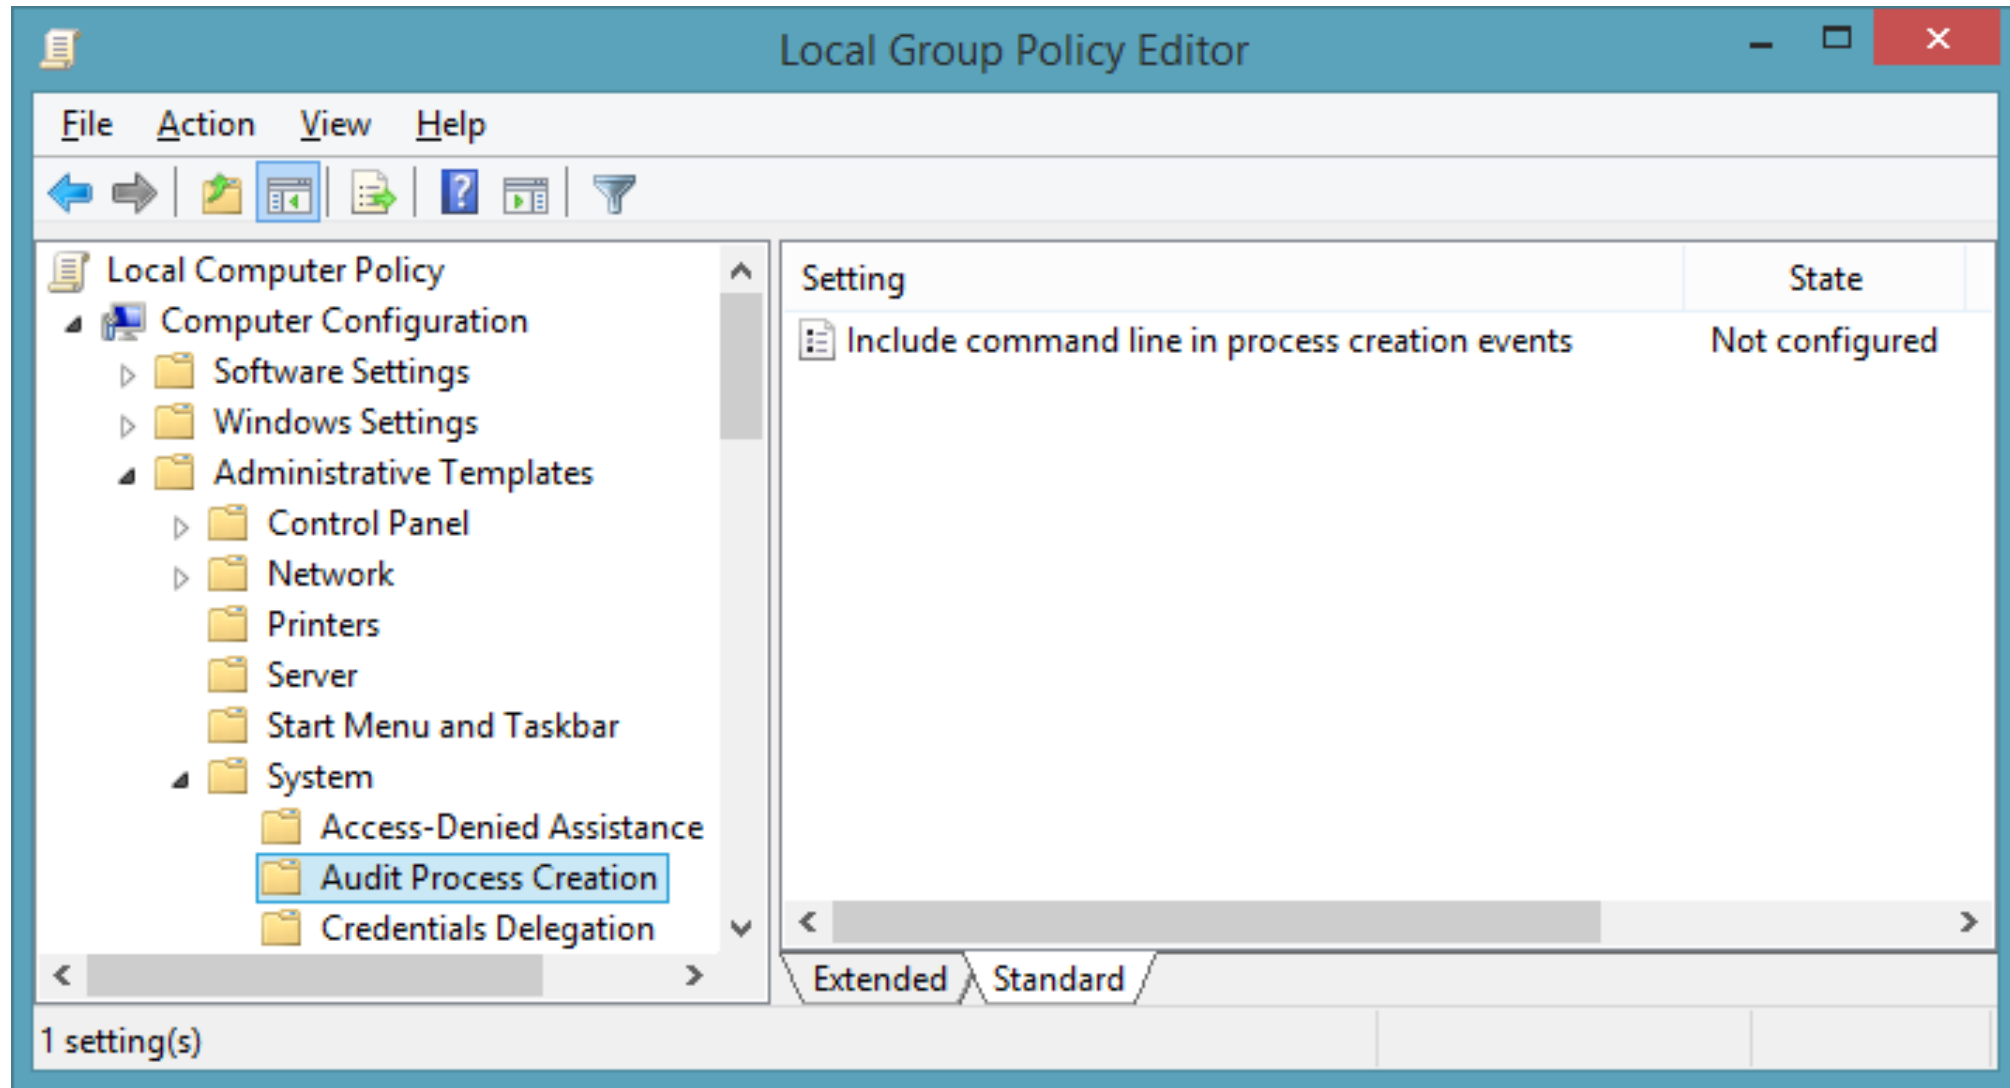 Local Group Policy Editor
File Action View Help
Local Computer Policy
Computer Configuration
Software Settings
Windows Settings
Administrative Templates
Control Panel
Network
Printers
Server
Start Menu and Taskbar
System
Access-Denied Assistance
Audit Process Creation
Credentials Delegation
Setting State
Include command line in process creation events Not configured
Extended Standard
1 setting(s)